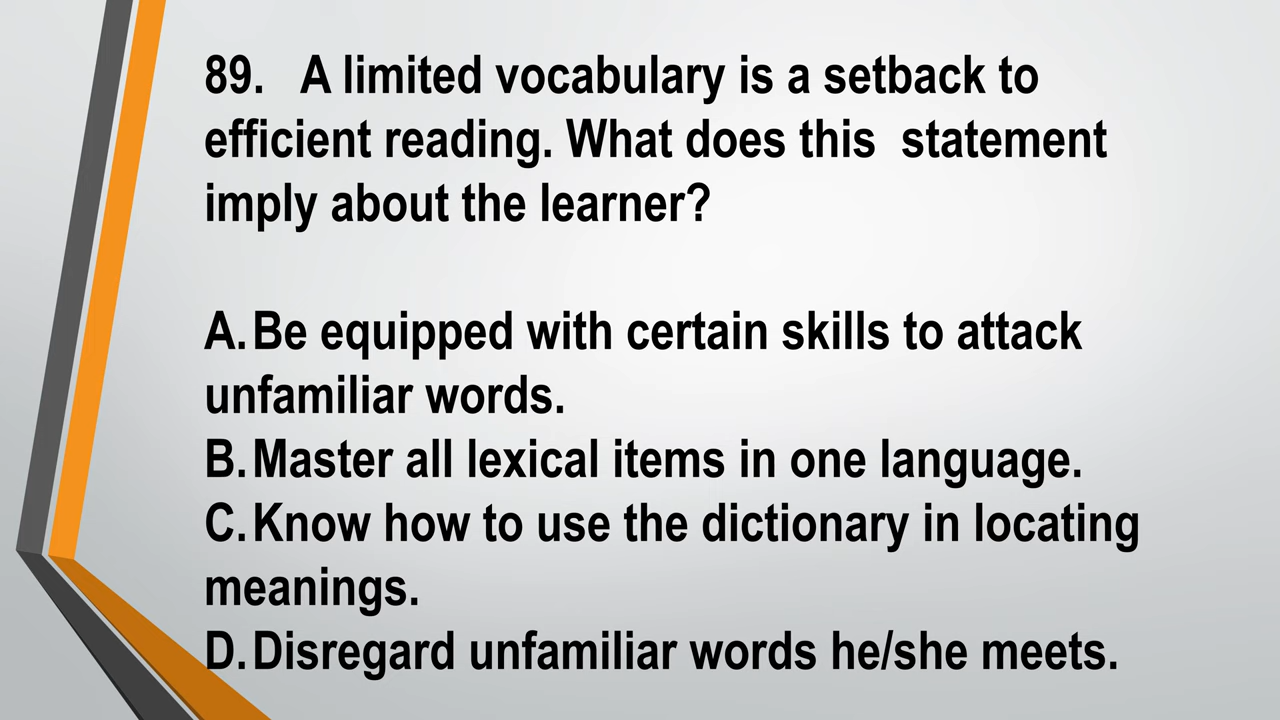 89. A limited vocabulary is a setback to
efficient reading. What does this statement
imply about the learner?
A. Be equipped with certain skills to attack
unfamiliar words.
B. Master all lexical items in one language.
C. Know how to use the dictionary in locating
meanings.
D. Disregard unfamiliar words he/she meets.